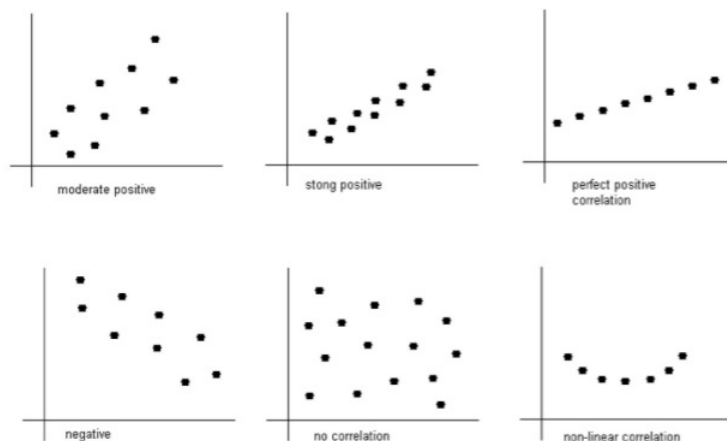 moderate positive
stong positive
perfect positive
correlation
negative
no correlation
non-linear correlation